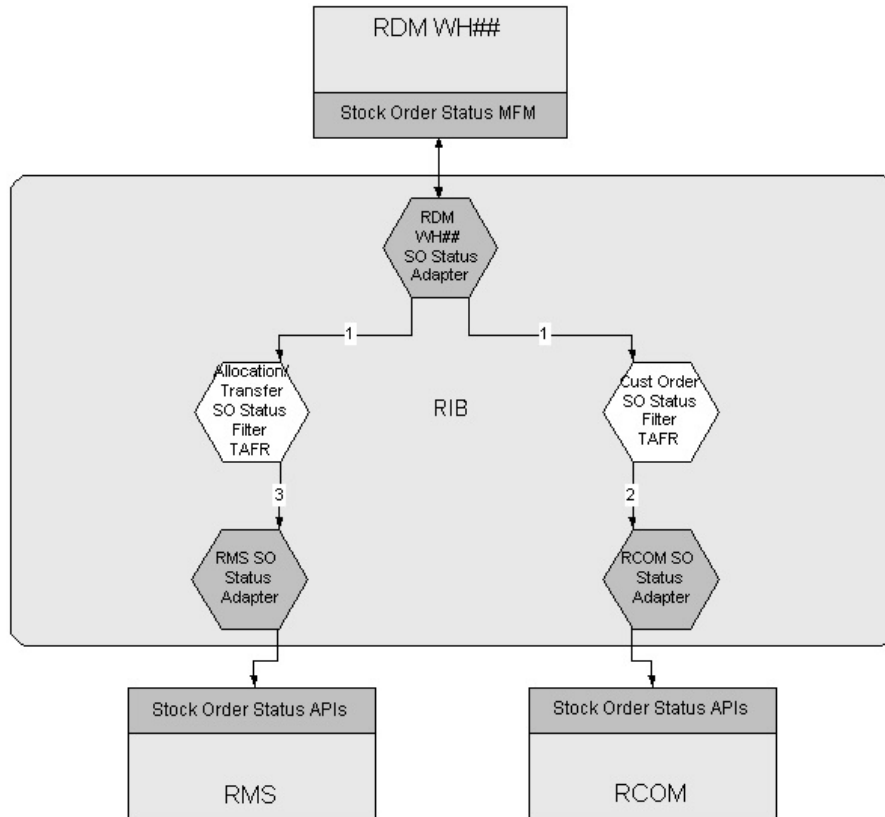 RDM WH##
Stock Order Status MFM
RDM
WH##
SO Status
Adapter
1
1
Allocation/
Transfer
SO Status
Filter
TAFR
RIB
Cust Order
SO Status
Filter
TAFR
3
2
RMS SO
Status
Adapter
RCOM SO
Status
Adapter
Stock Order Status APIs
Stock Order Status APIs
RMS
RCOM